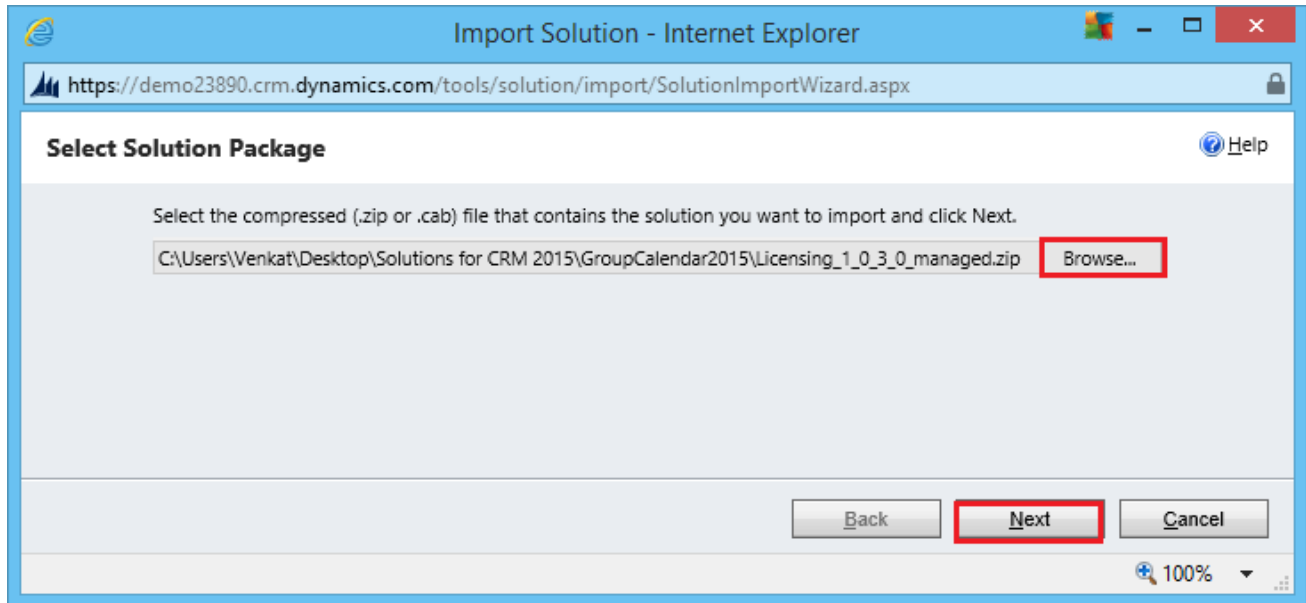 Import Solution - Internet Explorer
https://demo23890.crm.dynamics.com/tools/solution/import/SolutionImportWizard.aspx
Select Solution Package
Help
Select the compressed (.zip or .cab) file that contains the solution you want to import and click Next.
C:\Users\Venkat\Desktop\Solutions for CRM 2015\GroupCalendar2015\Licensing_1_0_3_0_managed.zip Browse...
Back Next Cancel
100%